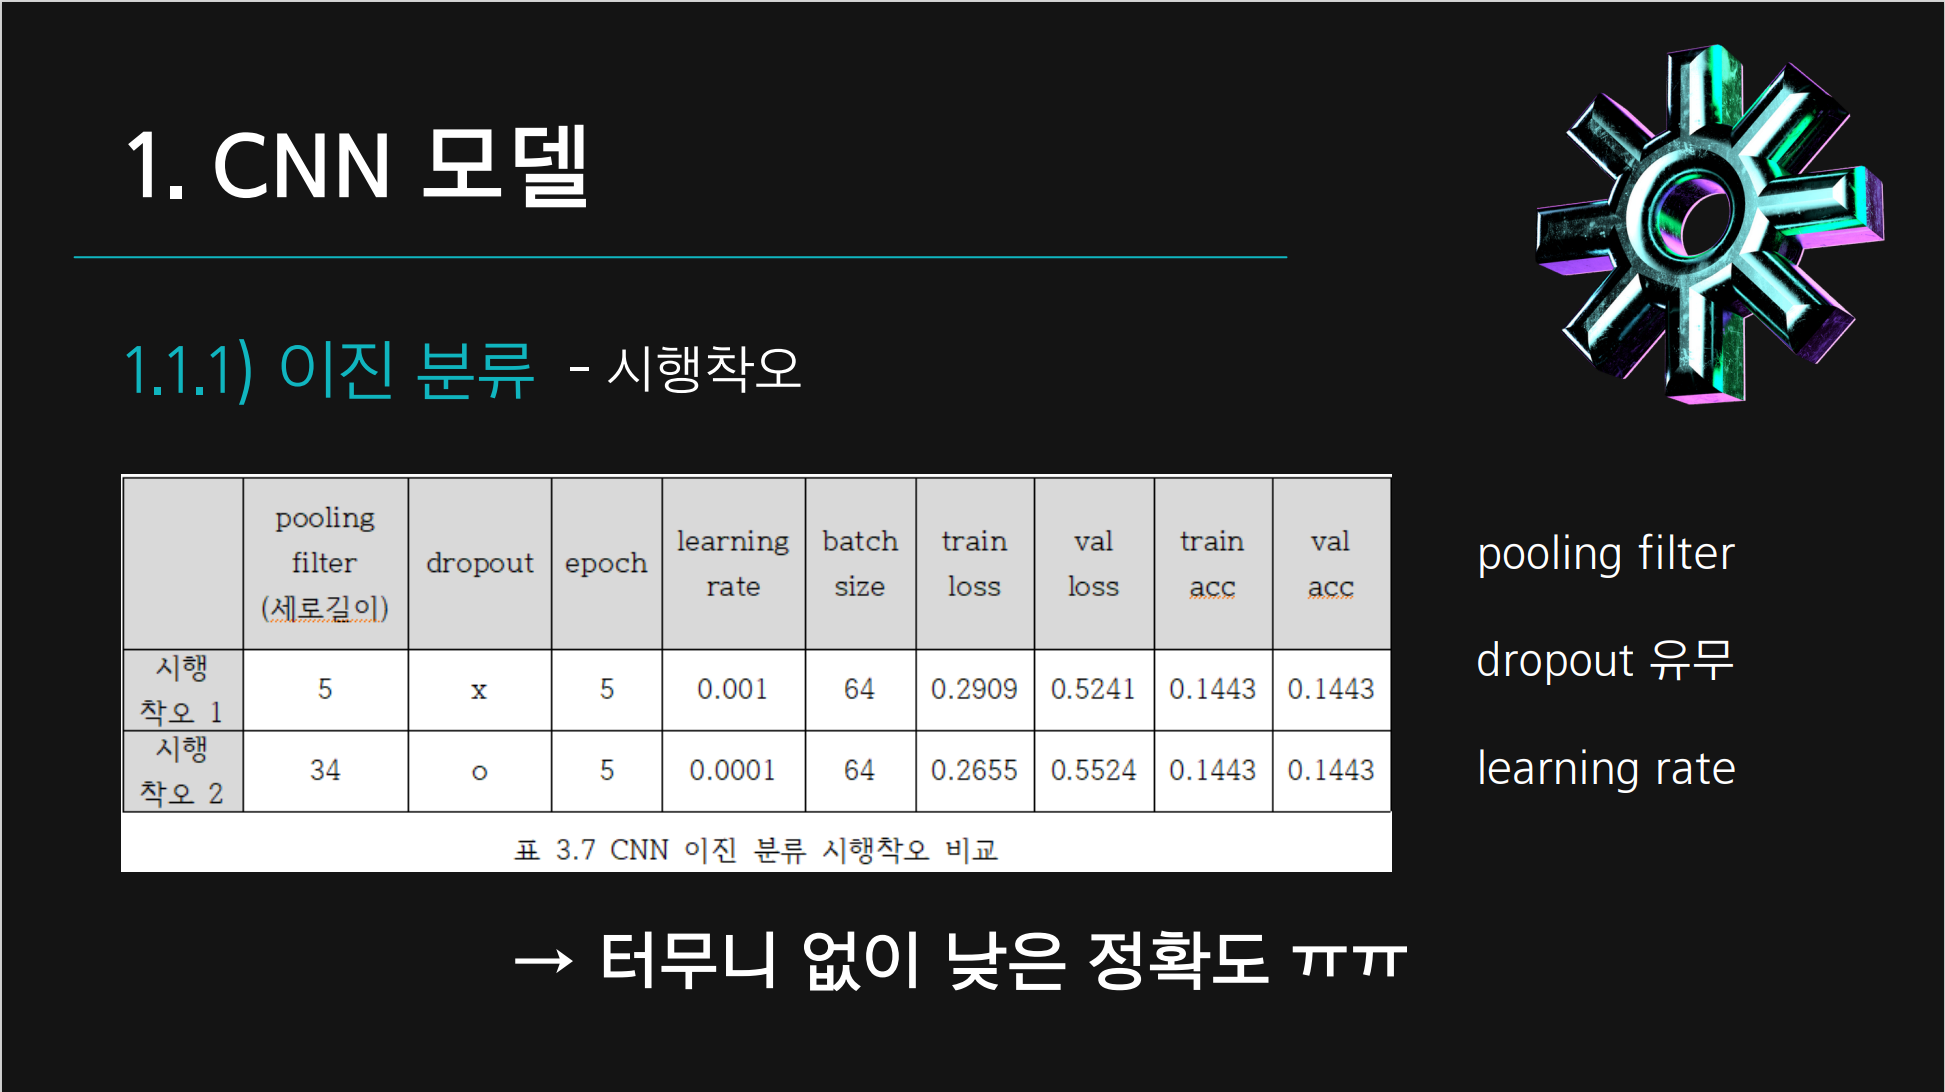 1. CNN 모델
1.1.1) 이진 분류 - 시행착오
pooling filter (세로길이) dropout epoch learning rate batch size train loss val loss train acc val acc
시행착오 1 5 x 5 0.001 64 0.2909 0.5241 0.1443 0.1443
시행착오 2 34 o 5 0.0001 64 0.2655 0.5524 0.1443 0.1443
표 3.7 CNN 이진 분류 시행착오 비교
pooling filter
dropout 유무
learning rate
→ 터무니 없이 낮은 정확도 ㅠㅠ